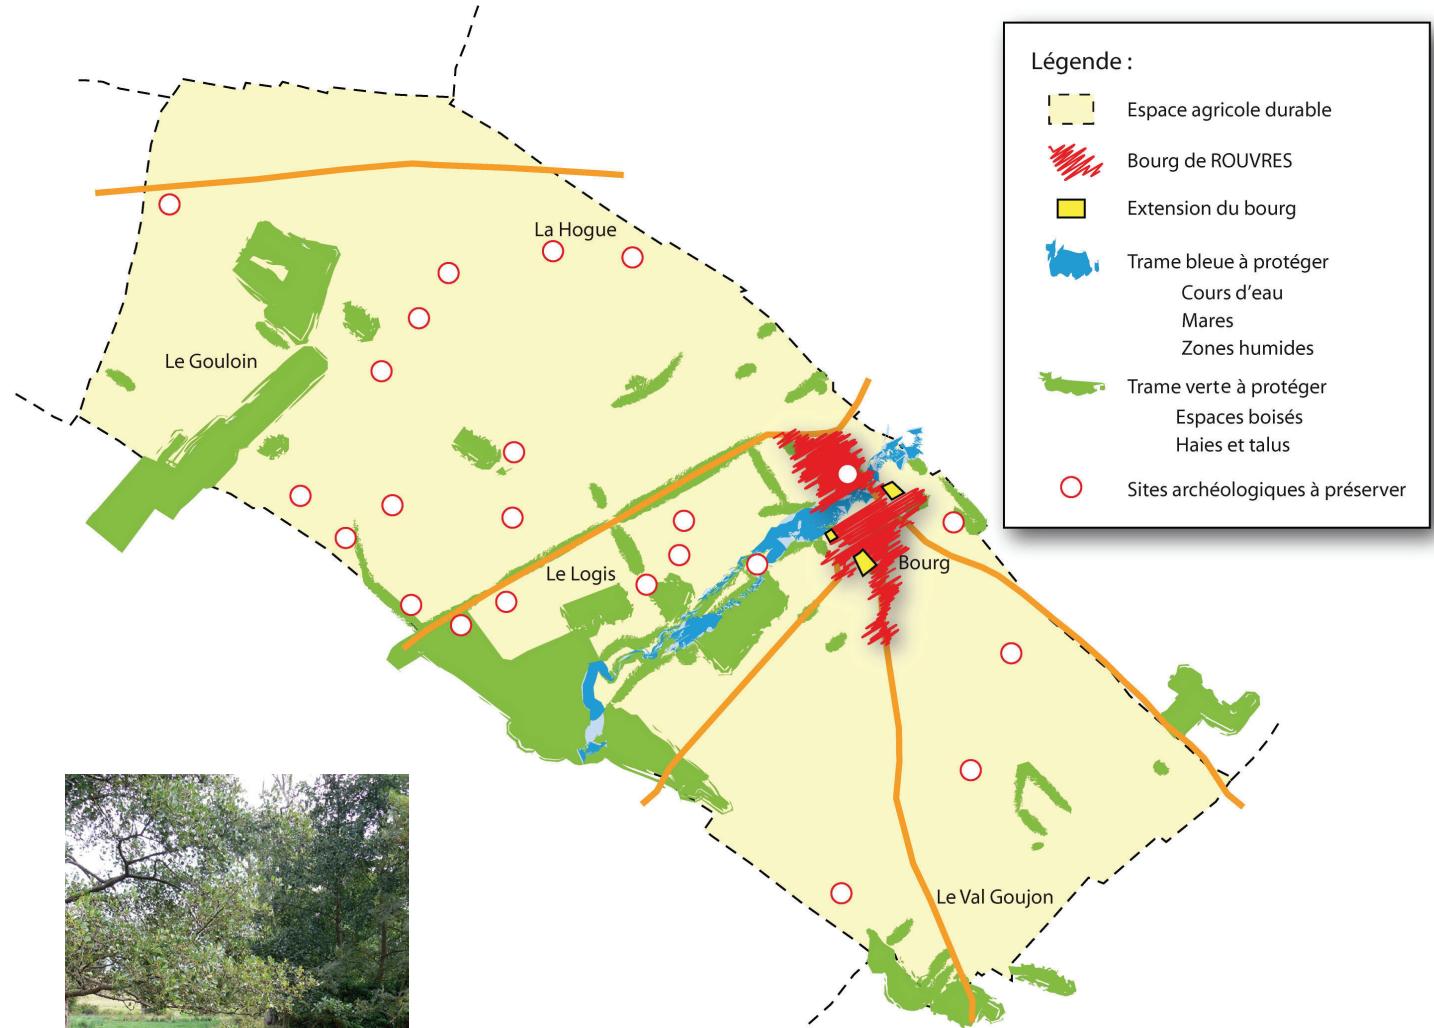 Légende :
Espace agricole durable
Bourg de ROUVRES
Extension du bourg
Trame bleue à protéger
Cours d'eau
Mares
Zones humides
Trame verte à protéger
Espaces boisés
Haies et talus
Sites archéologiques à préserver
La Hogue
Le Gouloin
Le Logis
Bourg
Le Val Goujon